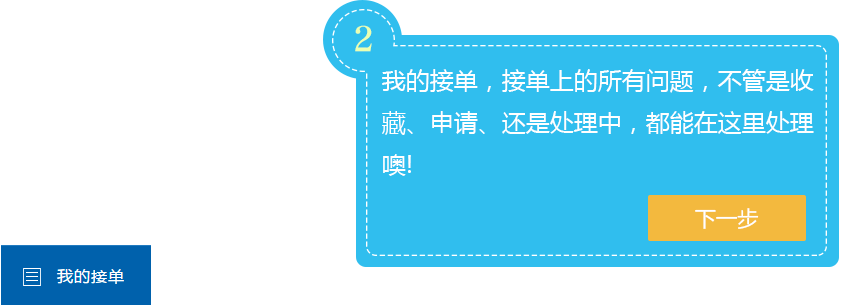 2
我的接单，接单上的所有问题，不管是收
藏、申请、还是处理中，都能在这里处理
噢!
下一步
我的接单